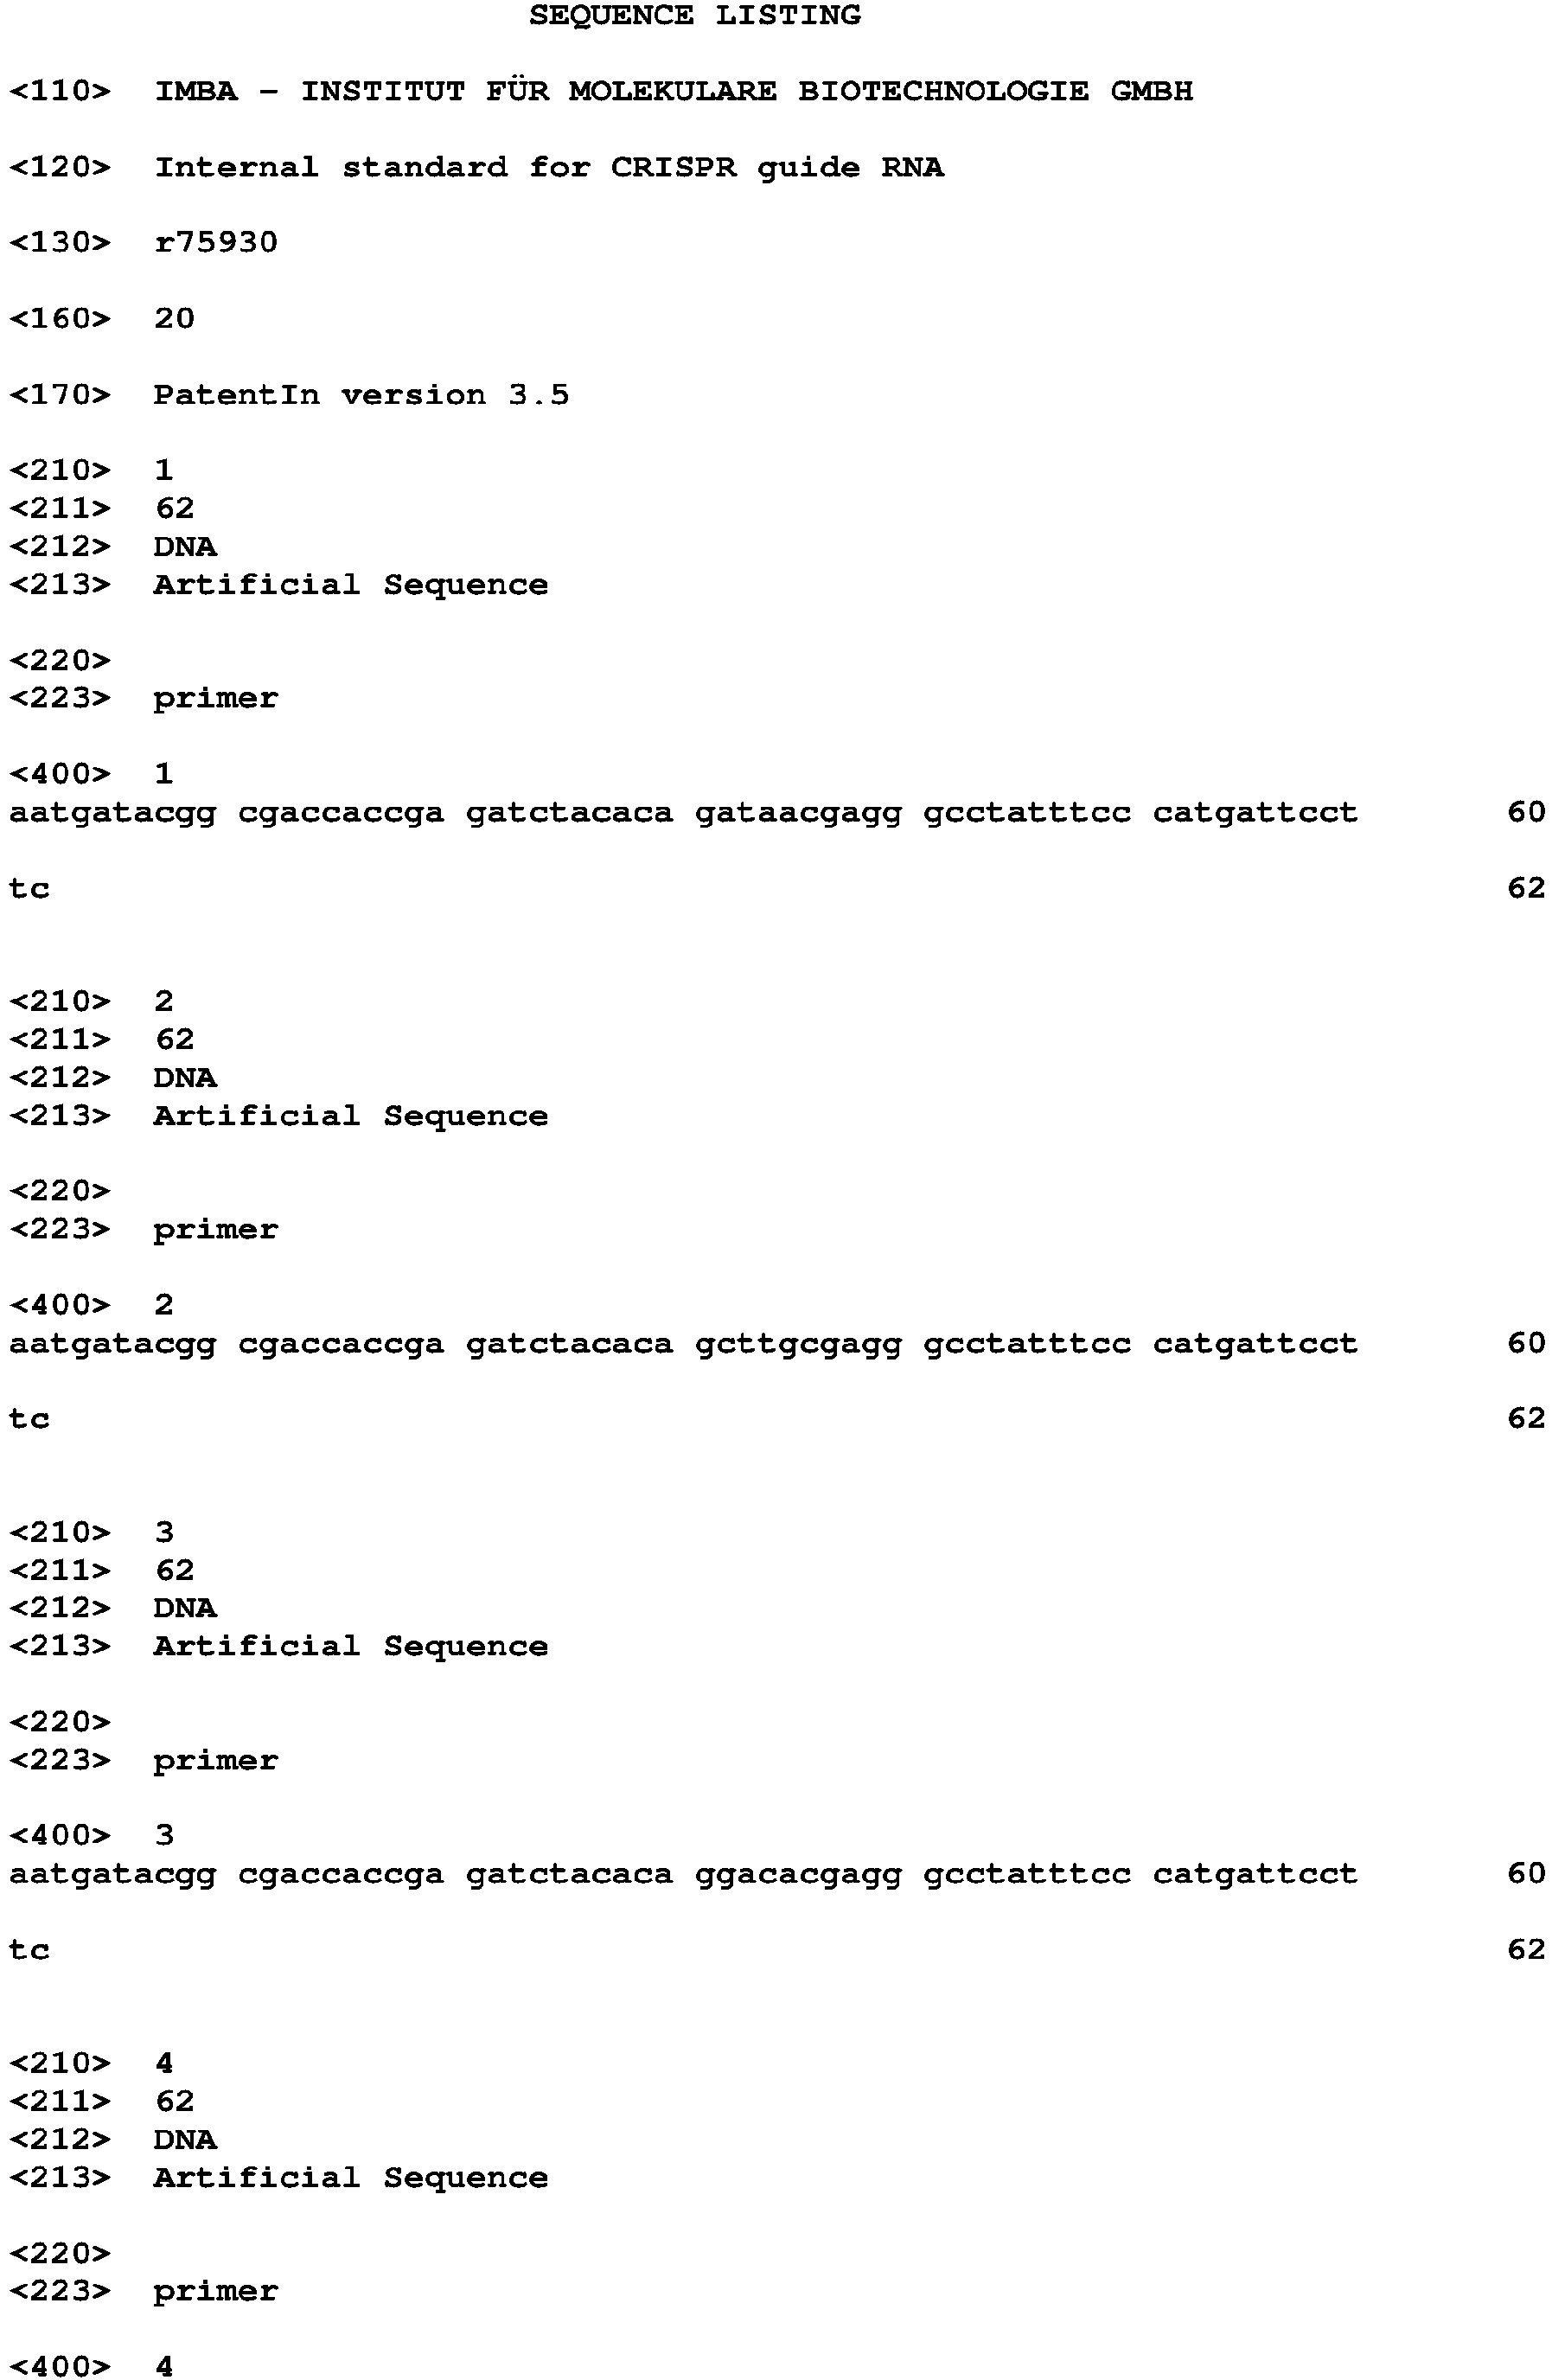 SEQUENCE LISTING
<110> IMBA - INSTITUT FÜR MOLEKULARE BIOTECHNOLOGIE GMBH
<120> Internal standard for CRISPR guide RNA
<130> r75930
<160> 20
<170> PatentIn version 3.5
<210> 1
<211> 62
<212> DNA
<213> Artificial Sequence
<220>
<223> primer
<400> 1
aatgatacgg cgaccaccga gatctacaca gataacgagg gcctatttcc catgattcct 60
tc 62
<210> 2
<211> 62
<212> DNA
<213> Artificial Sequence
<220>
<223> primer
<400> 2
aatgatacgg cgaccaccga gatctacaca gcttgcgagg gcctatttcc catgattcct 60
tc 62
<210> 3
<211> 62
<212> DNA
<213> Artificial Sequence
<220>
<223> primer
<400> 3
aatgatacgg cgaccaccga gatctacaca ggacacgagg gcctatttcc catgattcct 60
tc 62
<210> 4
<211> 62
<212> DNA
<213> Artificial Sequence
<220>
<223> primer
<400> 4